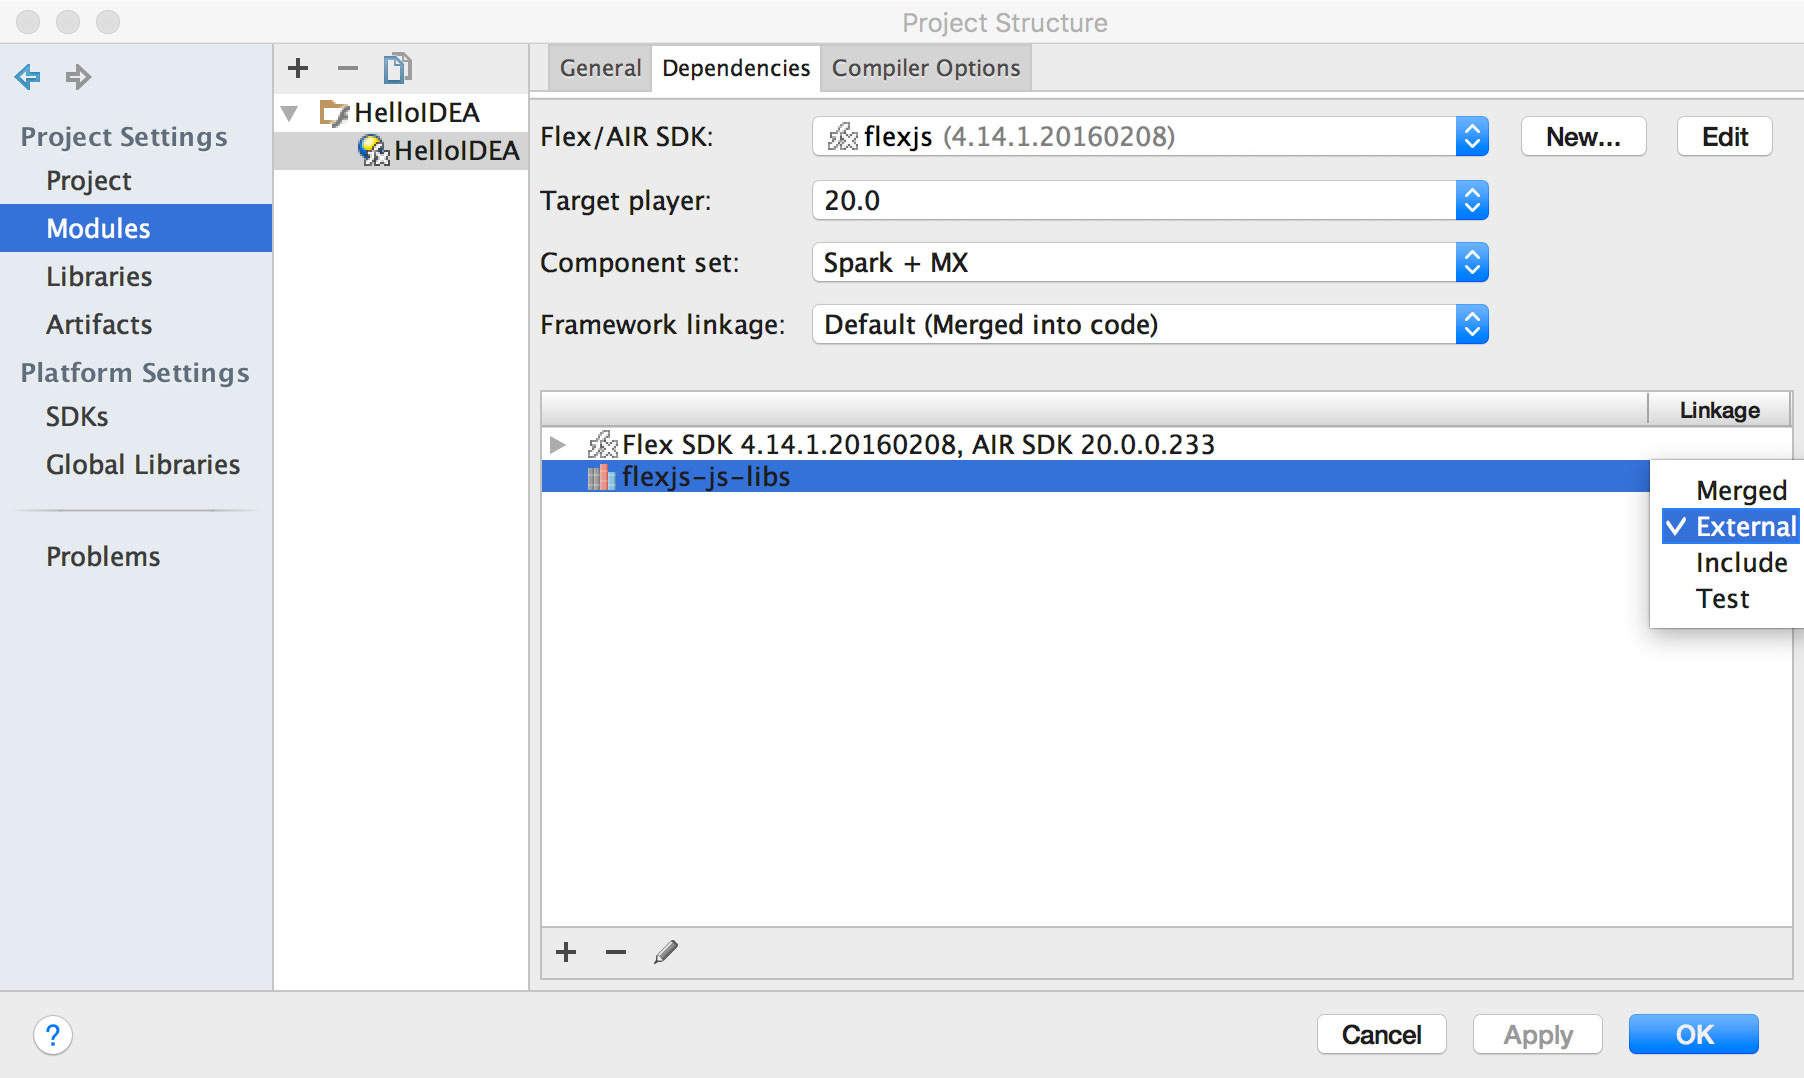 Project Structure
Project Settings
Project
Modules
Libraries
Artifacts
Platform Settings
SDKs
Global Libraries
Problems
HelloIDEA
HelloIDEA
General Dependencies Compiler Options
Flex/AIR SDK: flexjs (4.14.1.20160208) New... Edit
Target player: 20.0
Component set: Spark + MX
Framework linkage: Default (Merged into code)
Linkage
Flex SDK 4.14.1.20160208, AIR SDK 20.0.0.233
flexjs-js-libs
Merged
External
Include
Test
? Cancel Apply OK